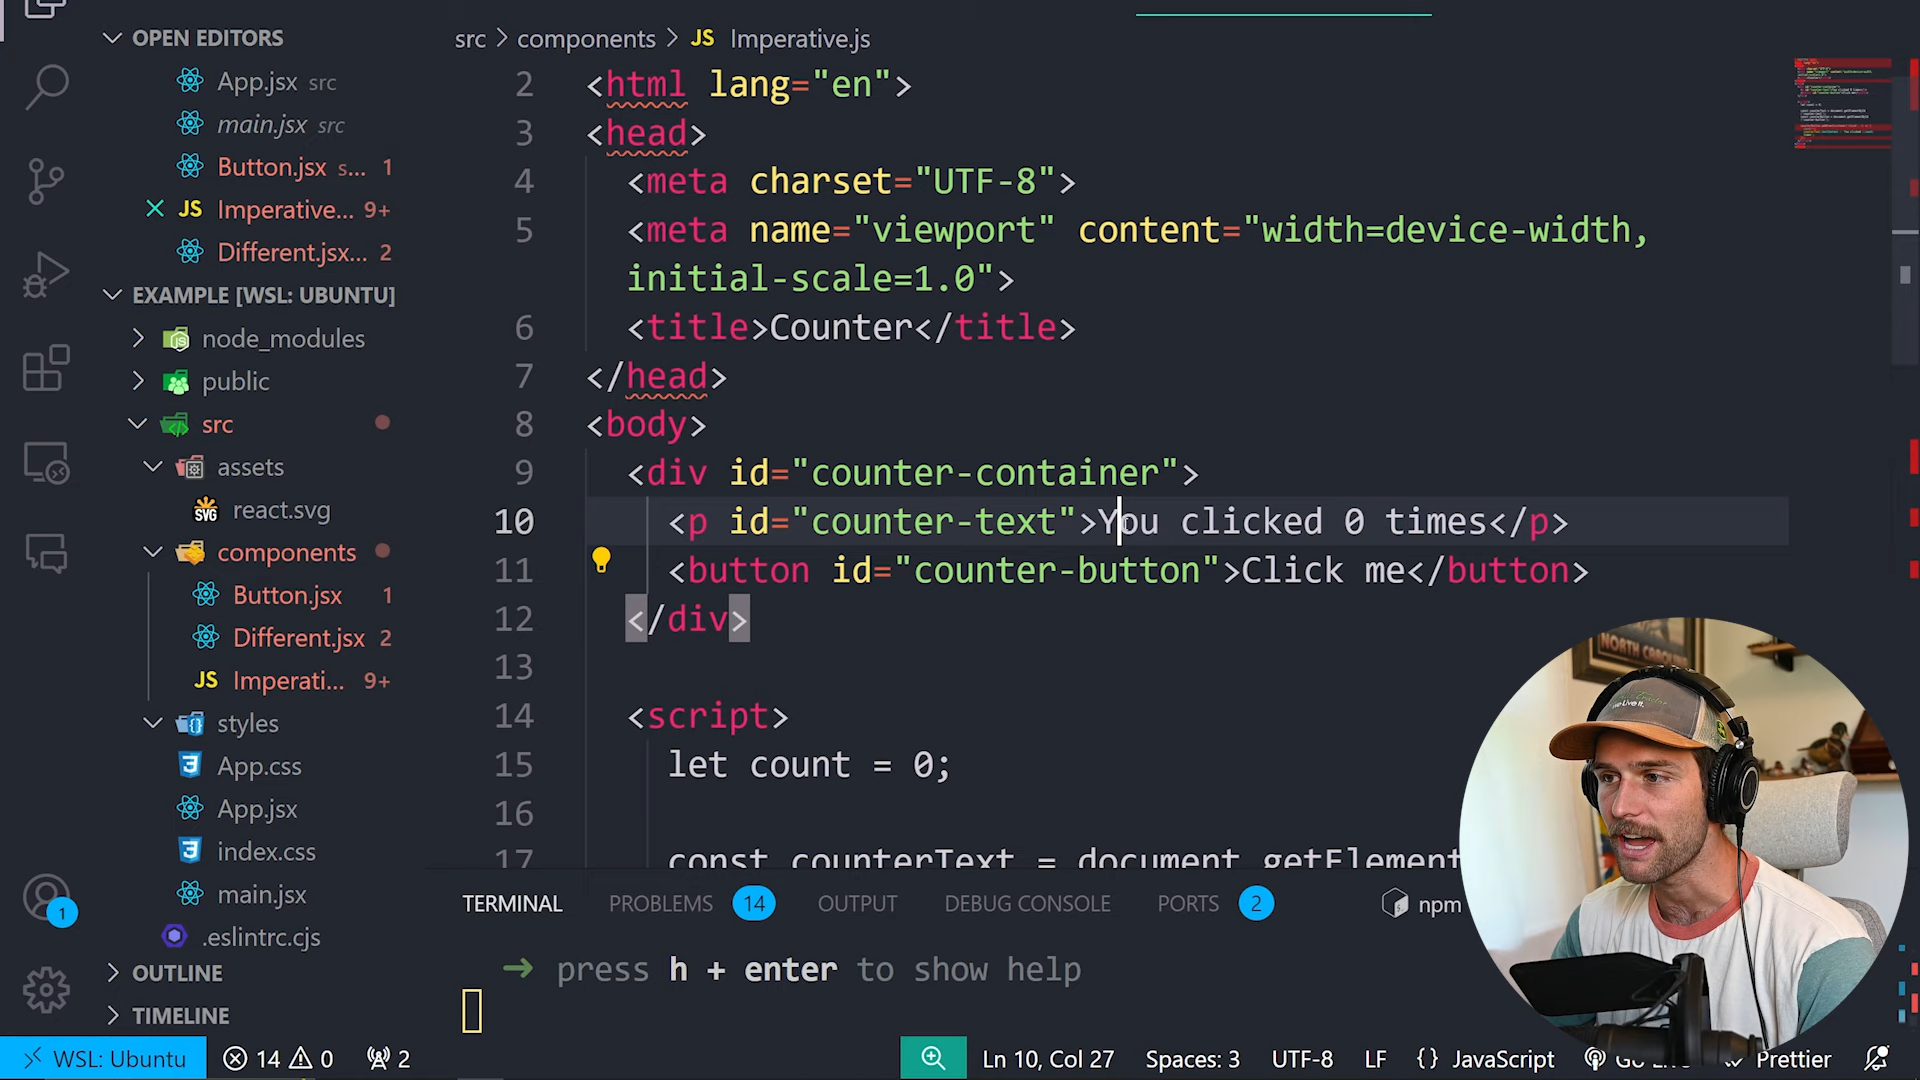 OPEN EDITORS
App.jsx src
main.jsx src
Button.jsx s... 1
Imperative... 9+
Different.jsx... 2
EXAMPLE [WSL: UBUNTU]
node_modules
public
src
assets
react.svg
components
Button.jsx 1
Different.jsx 2
JS Imperati... 9+
styles
App.css
App.jsx
index.css
main.jsx
.eslintrc.cjs
OUTLINE
TIMELINE
src > components > JS Imperative.js
2 <html lang="en">
3 <head>
4 <meta charset="UTF-8">
5 <meta name="viewport" content="width=device-width,
initial-scale=1.0">
6 <title>Counter</title>
7 </head>
8 <body>
9 <div id="counter-container">
10 <p id="counter-text">You clicked 0 times</p>
11 <button id="counter-button">Click me</button>
12 </div>
13
14 <script>
15 let count = 0;
16
17 const counterText = document getElement
TERMINAL PROBLEMS 14 OUTPUT DEBUG CONSOLE PORTS 2 npm
➜ press h + enter to show help
NORTH CAROLINA
1
WSL: Ubuntu 14 0 2 Ln 10, Col 27 Spaces: 3 UTF-8 LF {} JavaScript Go Prettier